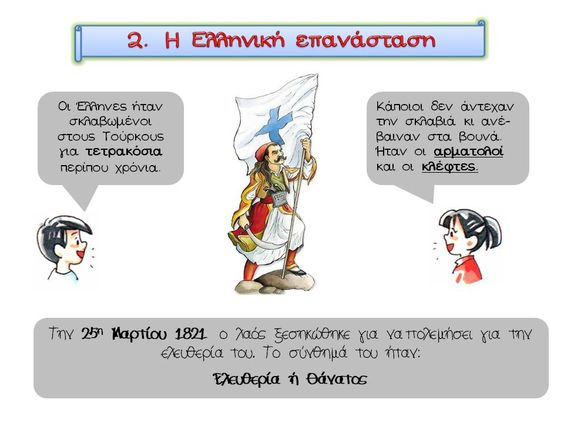 2. Η Ελληνική επανάσταση
Οι Έλληνες ήταν
σκλαβωμένοι
στους Τούρκους
για τετρακόσια
περίπου χρόνια.
Κάποιοι δεν άντεχαν
την σκλαβιά κι ανέ-
βαιναν στα βουνά.
Ήταν οι αρματολοί
και οι κλέφτες.
Την 25η Μαρτίου 1821 ο λαός ξεσηκώθηκε για να πολεμήσει για την
ελευθερία του. Το σύνθημά του ήταν:
Ελευθερία ή Θάνατος